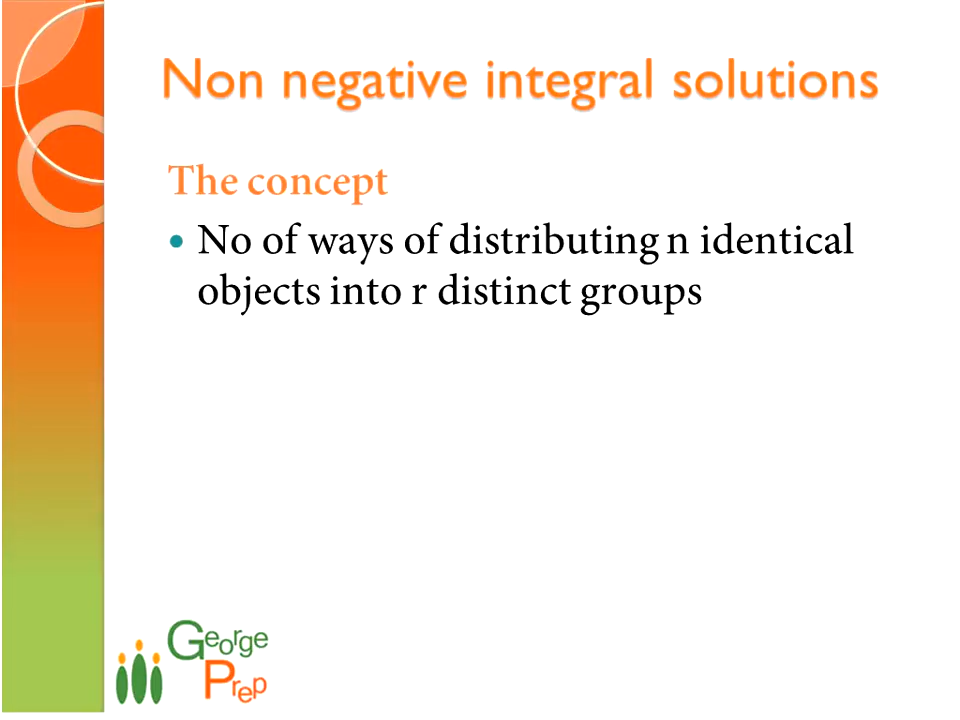 Non negative integral solutions
The concept
• No of ways of distributing n identical
objects into r distinct groups
George
Prep